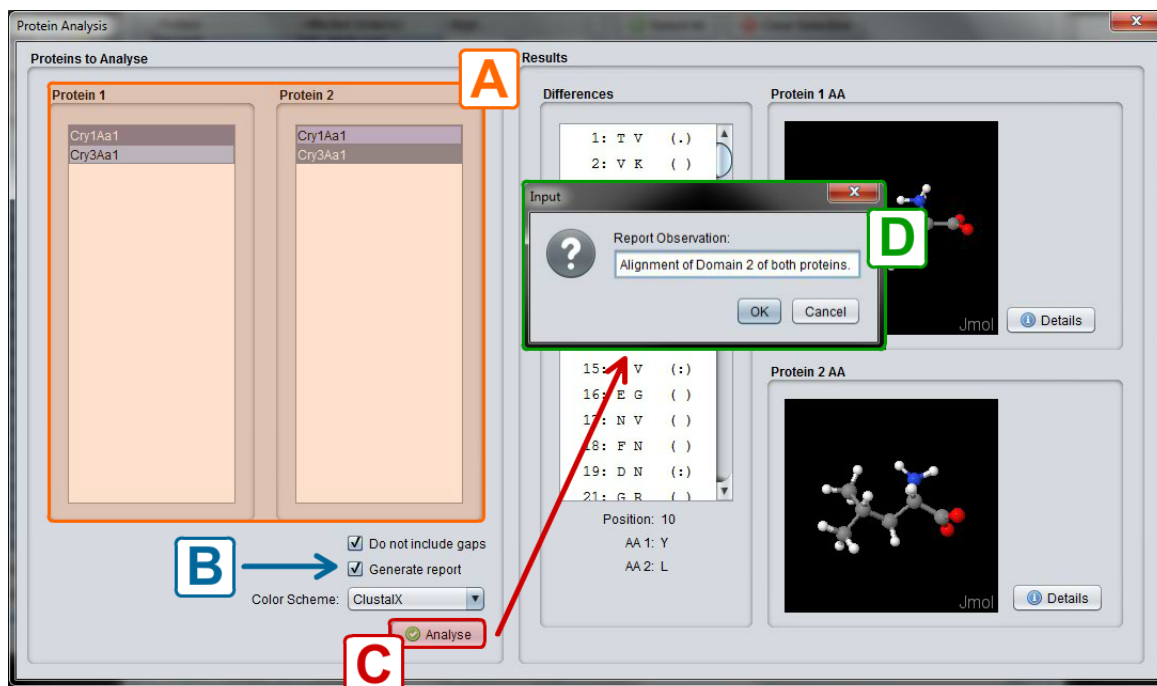 Protein Analysis
Proteins to Analyse
A
Protein 1
Protein 2
Cry1Aa1
Cry3Aa1
Cry1Aa1
Cry3Aa1
B
Do not include gaps
Generate report
Color Scheme: ClustalX
Analyse
C
Results
Differences
1: T V (.)
2: V K ( )
Input
D
Report Observation:
Alignment of Domain 2 of both proteins.
OK Cancel
15: V (:)
16: E G ( )
17: N V ( )
18: F N ( )
19: D N (:)
21: G R ( )
Position: 10
AA 1: Y
AA 2: L
Protein 1 AA
Jmol
Details
Protein 2 AA
Jmol
Details